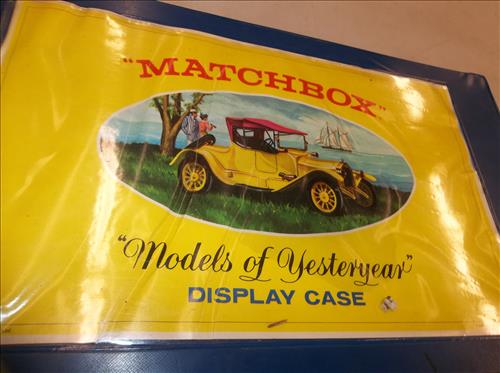 "MATCHBOX"
"Models of Yesteryear"
DISPLAY CASE